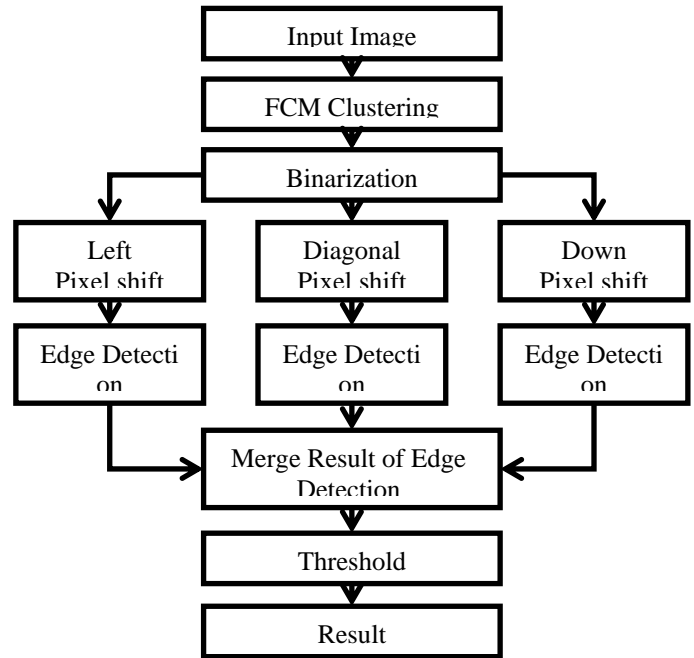 Input Image
FCM Clustering
Binarization
Left
Pixel shift
Diagonal
Pixel shift
Down
Pixel shift
Edge Detecti
on
Edge Detecti
on
Edge Detecti
on
Merge Result of Edge
Detection
Threshold
Result